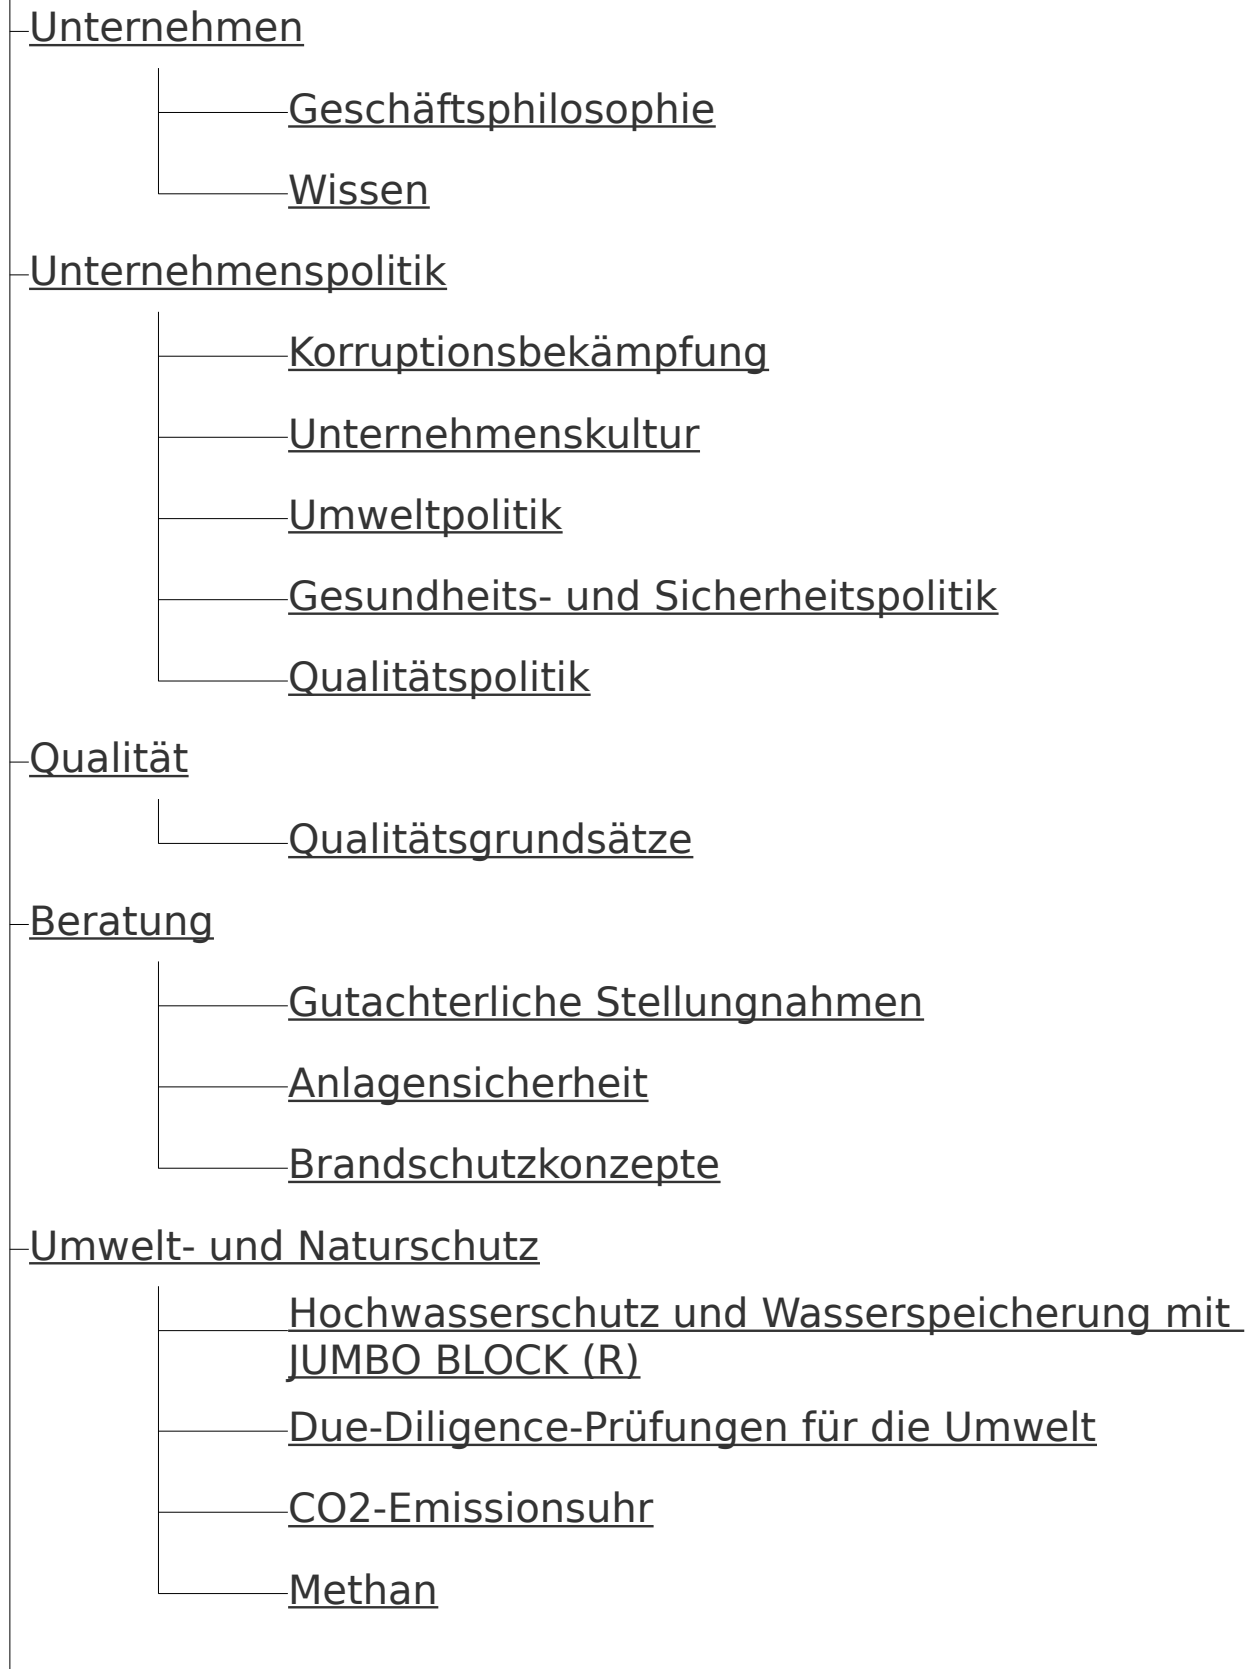 Unternehmen
Geschäftsphilosophie
Wissen
Unternehmenspolitik
Korruptionsbekämpfung
Unternehmenskultur
Umweltpolitik
Gesundheits- und Sicherheitspolitik
Qualitätspolitik
Qualität
Qualitätsgrundsätze
Beratung
Gutachterliche Stellungnahmen
Anlagensicherheit
Brandschutzkonzepte
Umwelt- und Naturschutz
Hochwasserschutz und Wasserspeicherung mit
JUMBO BLOCK (R)
Due-Diligence-Prüfungen für die Umwelt
CO2-Emissionsuhr
Methan